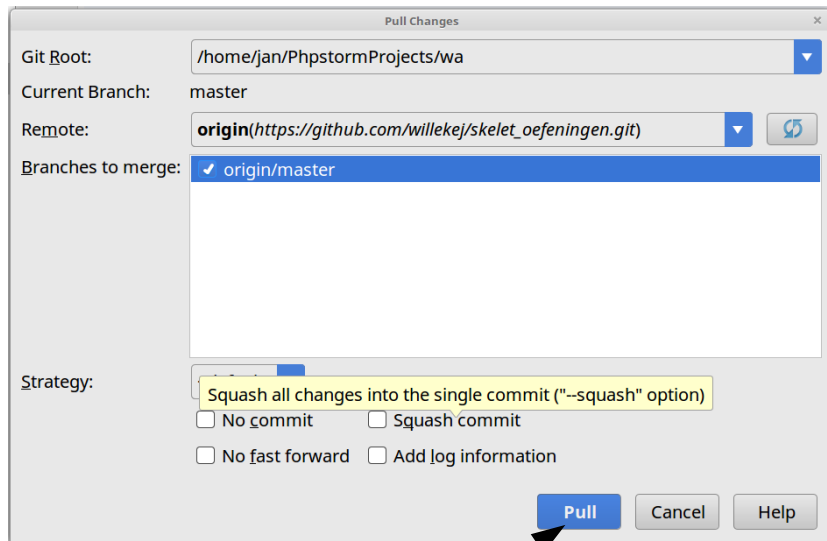 Pull Changes
Git Root: /home/jan/PhpstormProjects/wa
Current Branch: master
Remote: origin(https://github.com/willekej/skelet_oefeningen.git)
Branches to merge: origin/master
Strategy:
Squash all changes into the single commit ("--squash" option)
No commit Squash commit
No fast forward Add log information
Pull Cancel Help